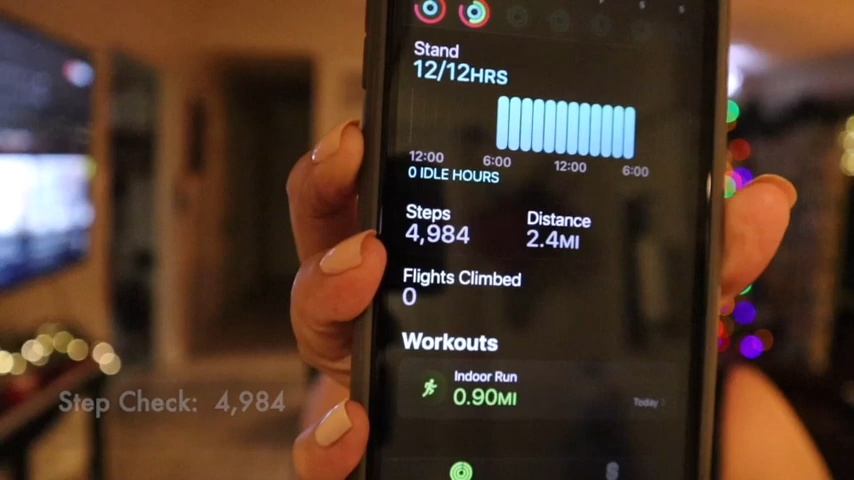 Stand
12/12HRS
12:00 6:00 12:00 6:00
0 IDLE HOURS
Steps Distance
4,984 2.4MI
Flights Climbed
0
Workouts
Indoor Run
0.90MI
Today
Step Check: 4,984